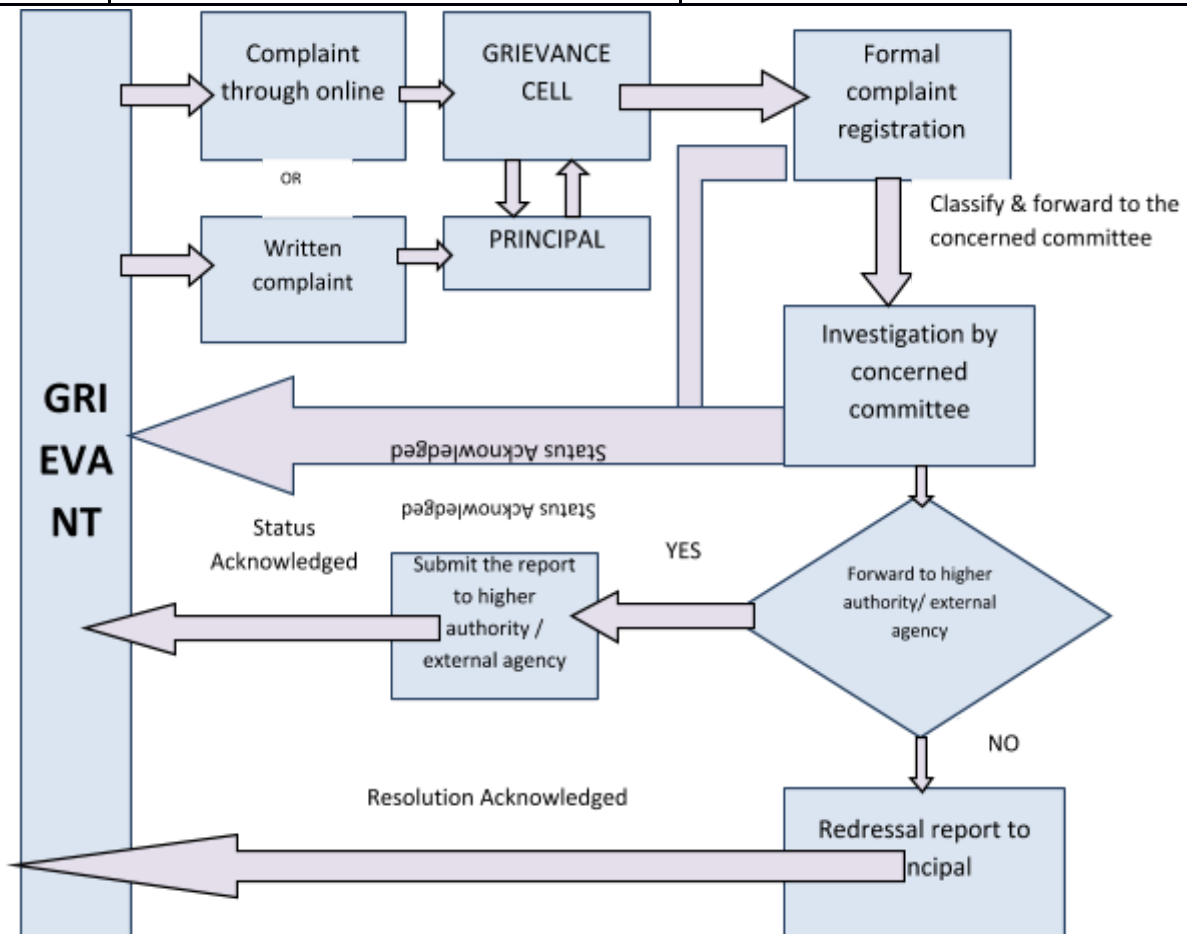 Complaint
through online
GRIEVANCE
CELL
Formal
complaint
registration
OR
Classify & forward to the
concerned committee
Written
complaint
PRINCIPAL
Investigation by
concerned
committee
GRI
EVA
NT
Status Acknowledged
Status Acknowledged
Status
Acknowledged
YES
Submit the report
to higher
authority /
external agency
Forward to higher
authority/ external
agency
NO
Resolution Acknowledged
Redressal report to
ncipal